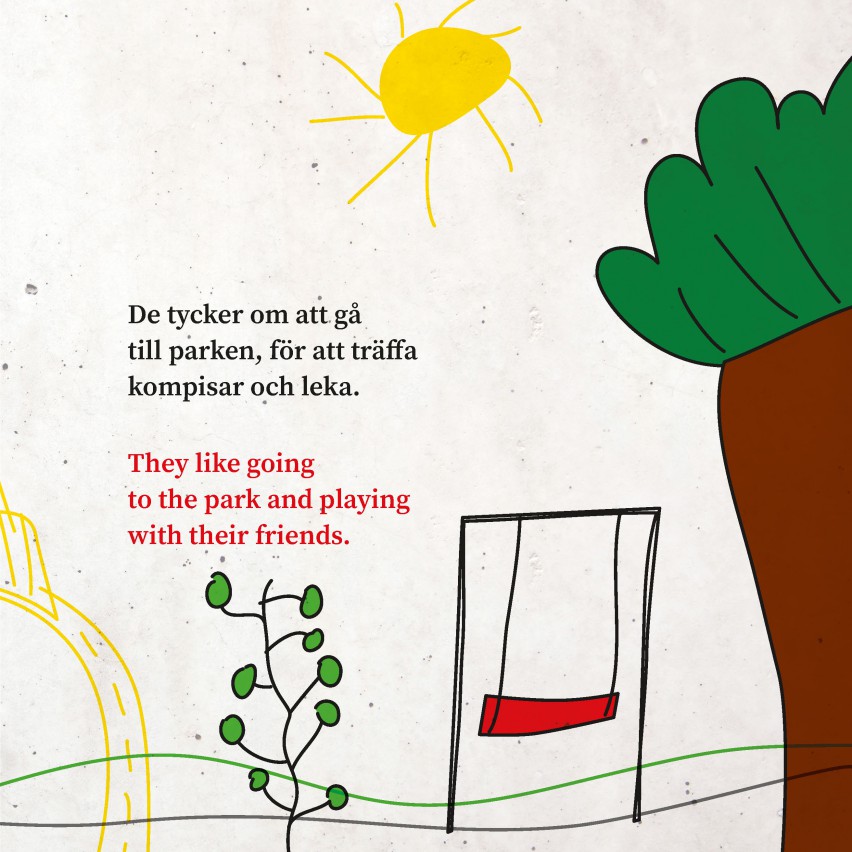 De tycker om att gå
till parken, för att träffa
kompisar och leka.
They like going
to the park and playing
with their friends.